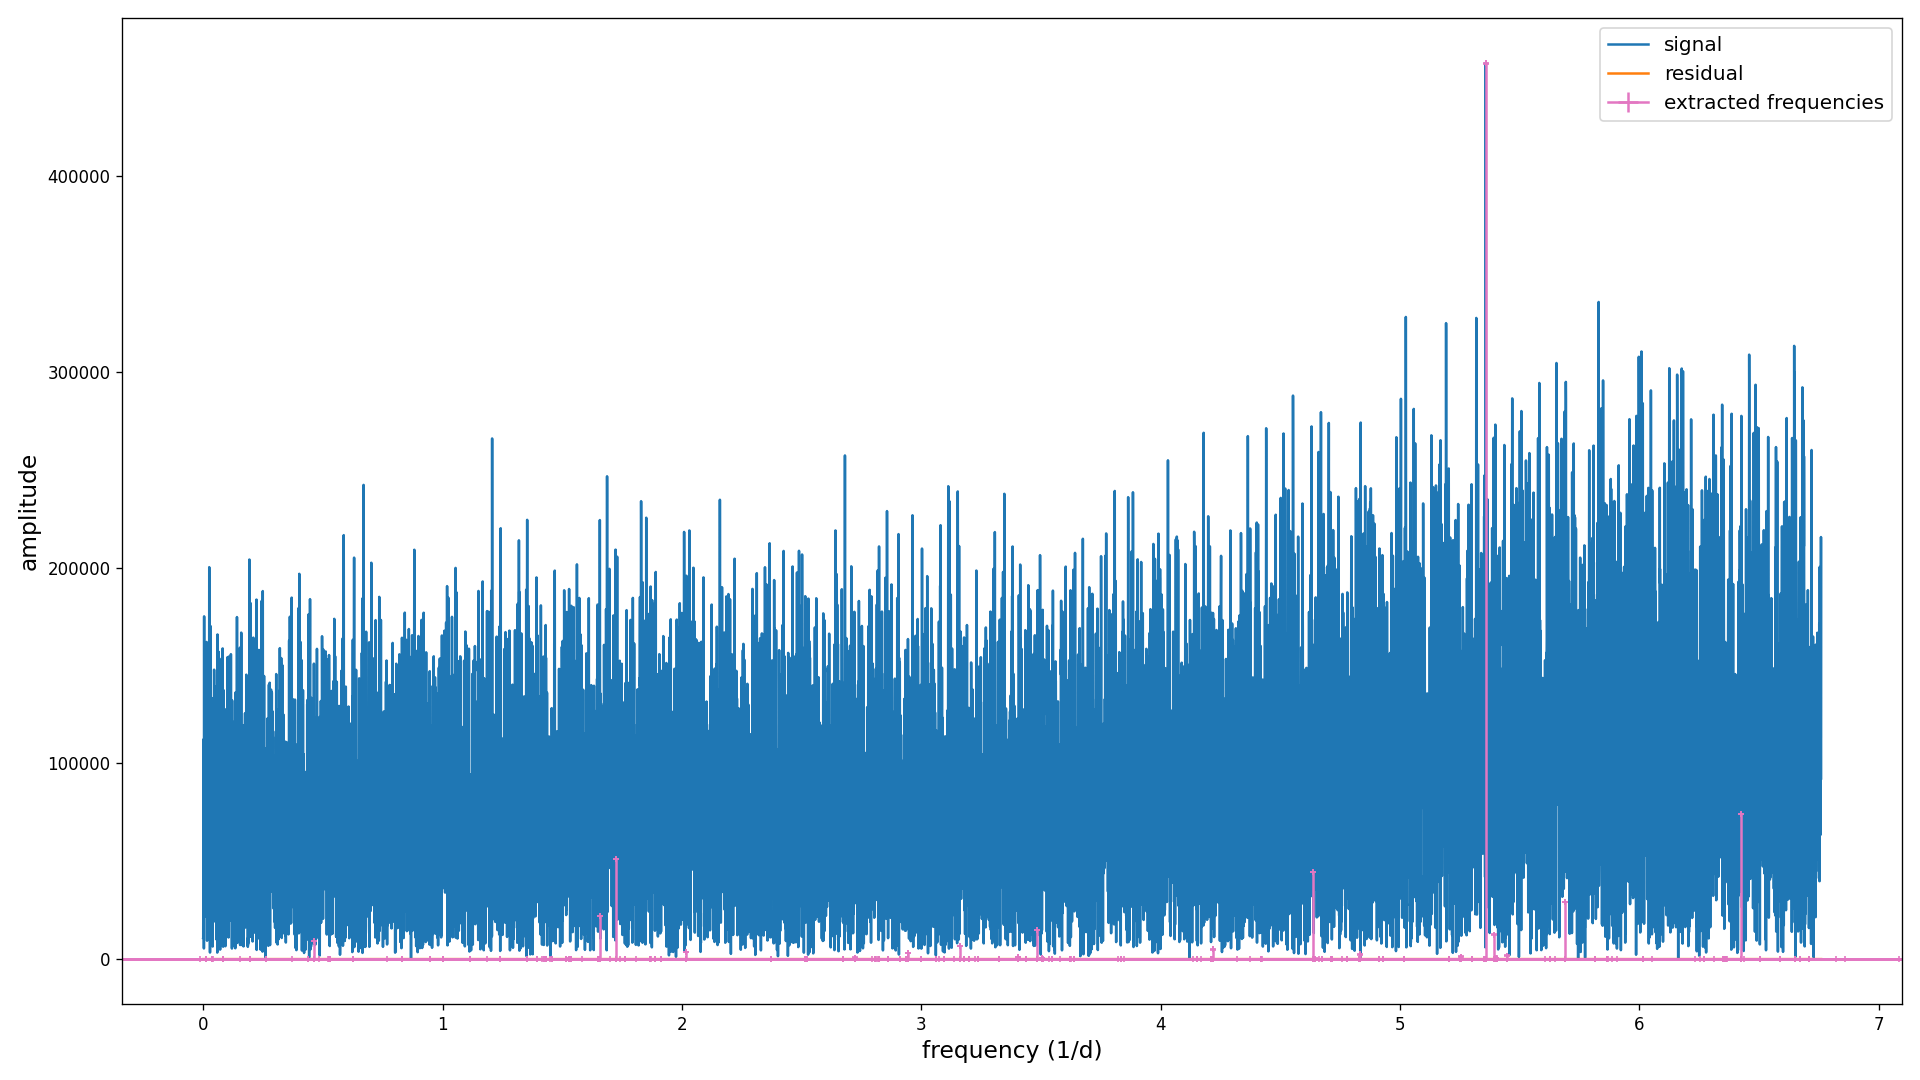 signal
residual
extracted frequencies
amplitude
400000
300000
200000
100000
0
0 1 2 3 4 5 6 7
frequency (1/d)